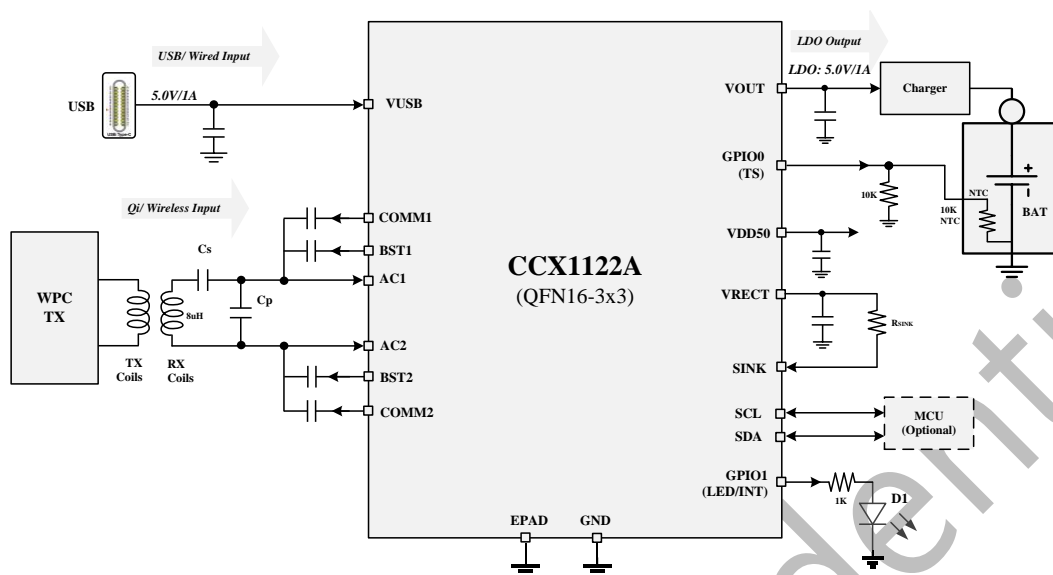 USB/ Wired Input
LDO Output
LDO: 5.0V/1A
USB
5.0V/1A
VUSB
VOUT
Charger
GPIO0
(TS)
10K
NTC
10K
NTC
+
BAT
Qi/ Wireless Input
COMM1
BST1
AC1
Cs
Cp
8uH
WPC
TX
TX
Coils
RX
Coils
AC2
BST2
COMM2
CCX1122A
(QFN16-3x3)
VDD50
VRECT
RSINK
SINK
SCL
SDA
MCU
(Optional)
GPIO1
(LED/INT)
1K
D1
EPAD
GND
denti